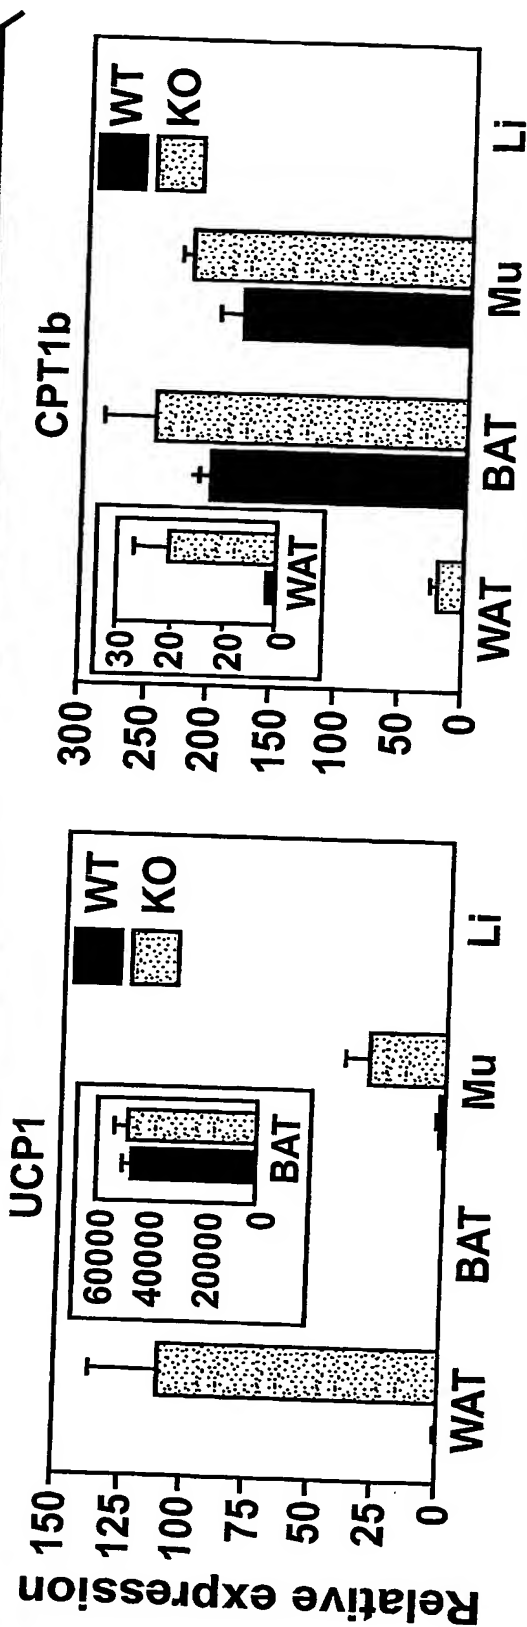 UCP1
Relative expression
150
125
100
75
50
25
0
60000
40000
20000
0
BAT
WT
KO
WAT BAT Mu Li
CPT1b
300
250
200
150
100
50
0
30
20
20
0
WAT
WT
KO
WAT BAT Mu Li